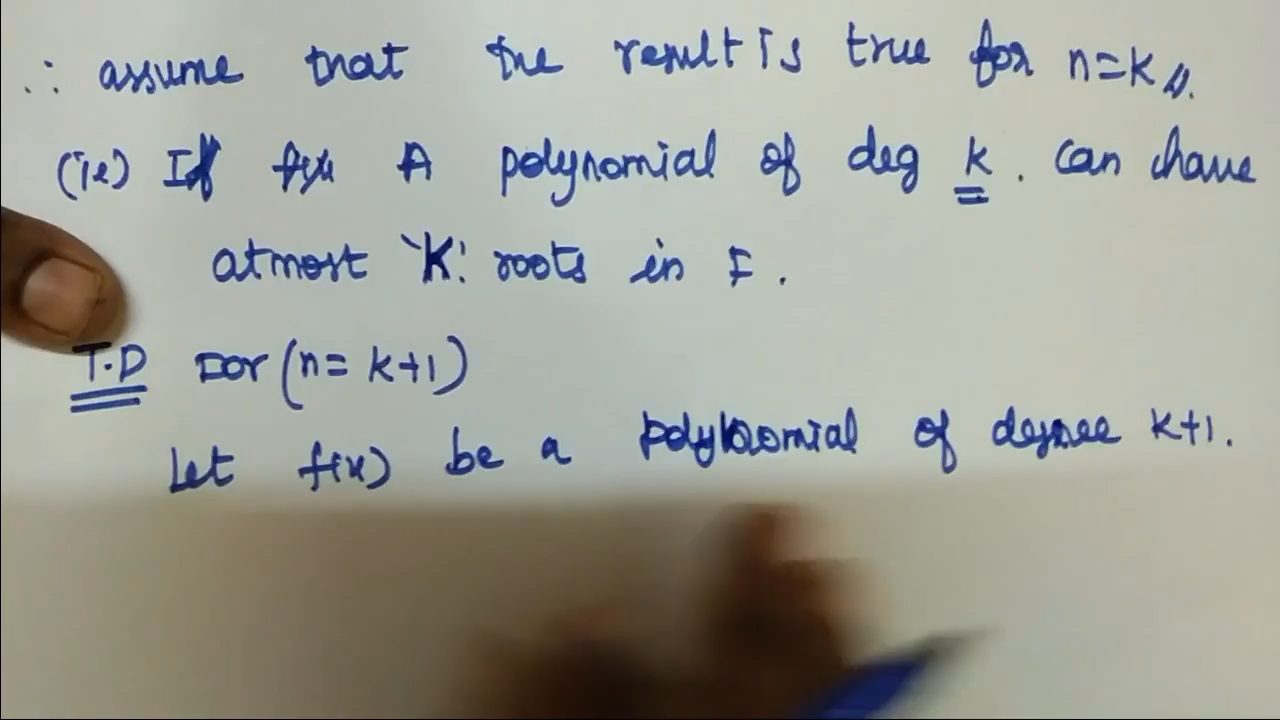 ∴ assume that the result is true for n=k.
(ie) If f(x) A polynomial of deg k. can have
atmost 'K' roots in F.
T.P For (n= k+1)
Let f(x) be a polynomial of degree k+1.